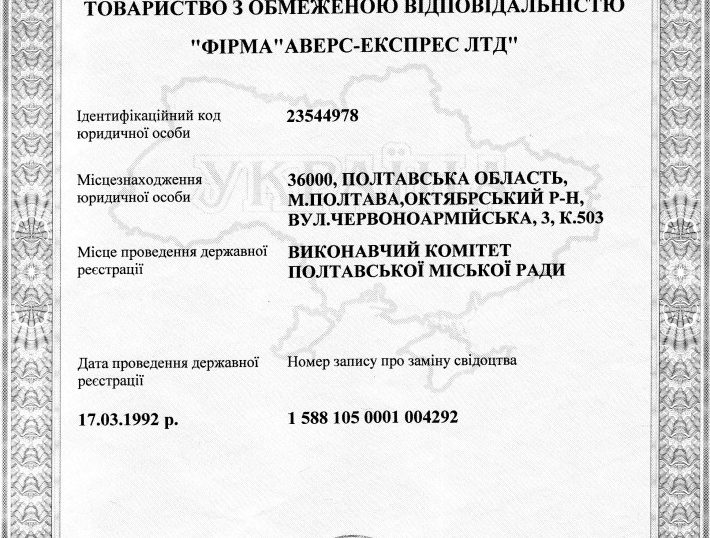 ТОВАРИСТВО З ОБМЕЖЕНОЮ ВІДПОВІДАЛЬНІСТЮ
"ФІРМА"АВЕРС-ЕКСПРЕС ЛТД"
УКРАЇНА
Ідентифікаційний код
юридичної особи
23544978
Місцезнаходження
юридичної особи
36000, ПОЛТАВСЬКА ОБЛАСТЬ,
М.ПОЛТАВА,ОКТЯБРСЬКИЙ Р-Н,
ВУЛ.ЧЕРВОНОАРМІЙСЬКА, 3, К.503
Місце проведення державної
реєстрації
ВИКОНАВЧИЙ КОМІТЕТ
ПОЛТАВСЬКОЇ МІСЬКОЇ РАДИ
Дата проведення державної
реєстрації
Номер запису про заміну свідоцтва
17.03.1992 р.
1 588 105 0001 004292